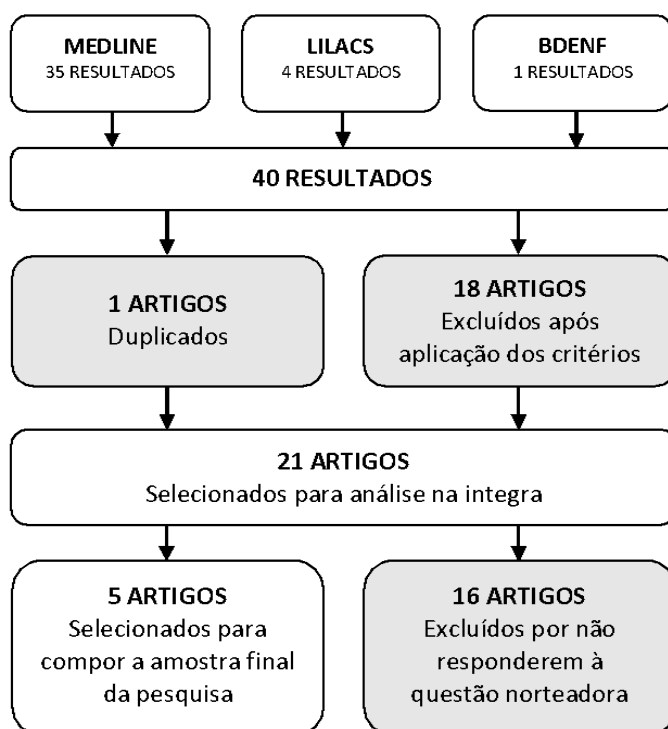 MEDLINE
35 RESULTADOS
LILACS
4 RESULTADOS
BDENF
1 RESULTADOS
40 RESULTADOS
1 ARTIGOS
Duplicados
18 ARTIGOS
Excluídos após
aplicação dos critérios
21 ARTIGOS
Selecionados para análise na integra
5 ARTIGOS
Selecionados para
compor a amostra final
da pesquisa
16 ARTIGOS
Excluídos por não
responderem à
questão norteadora